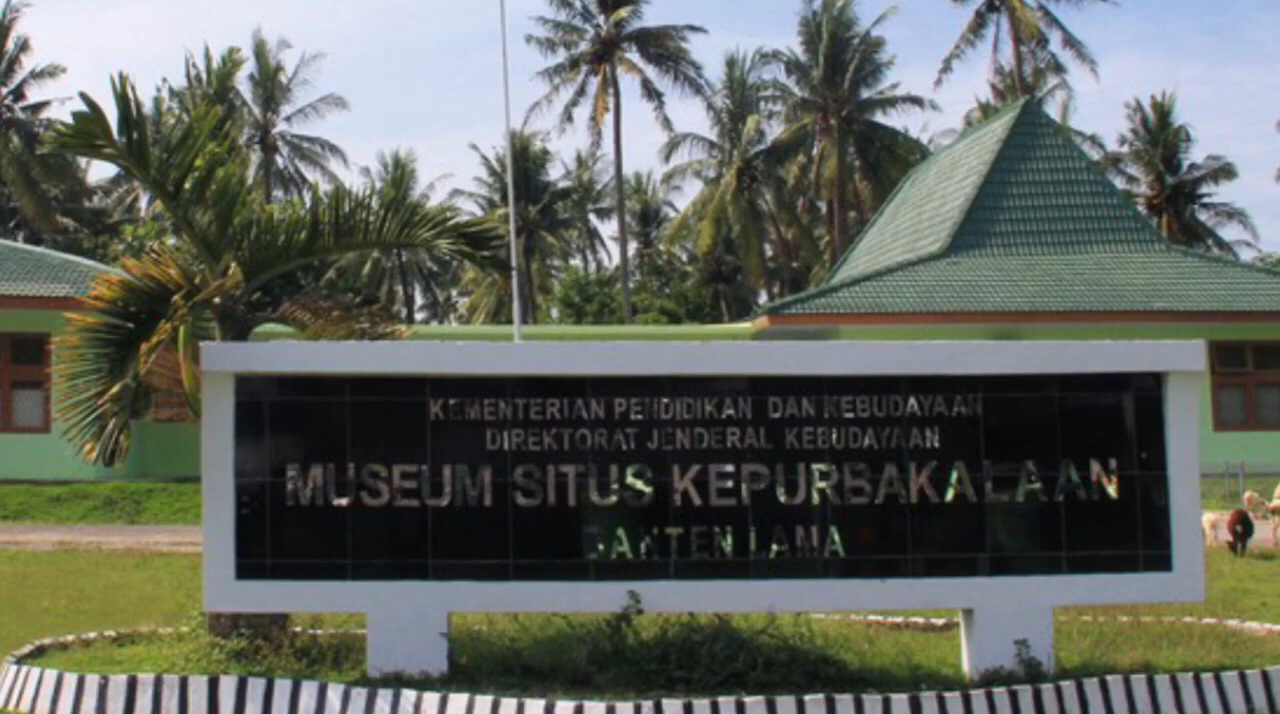 KEMENTERIAN PENDIDIKAN DAN KEBUDAYAAN
DIREKTORAT JENDERAL KEBUDAYAAN
MUSEUM SITUS KEPURBAKALAAN
BANTEN LAMA